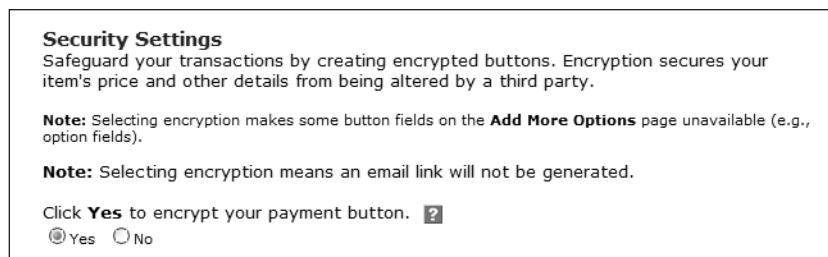 Security Settings
Safeguard your transactions by creating encrypted buttons. Encryption secures your
item's price and other details from being altered by a third party.
Note: Selecting encryption makes some button fields on the Add More Options page unavailable (e.g.,
option fields).
Note: Selecting encryption means an email link will not be generated.
Click Yes to encrypt your payment button. ?
Yes No